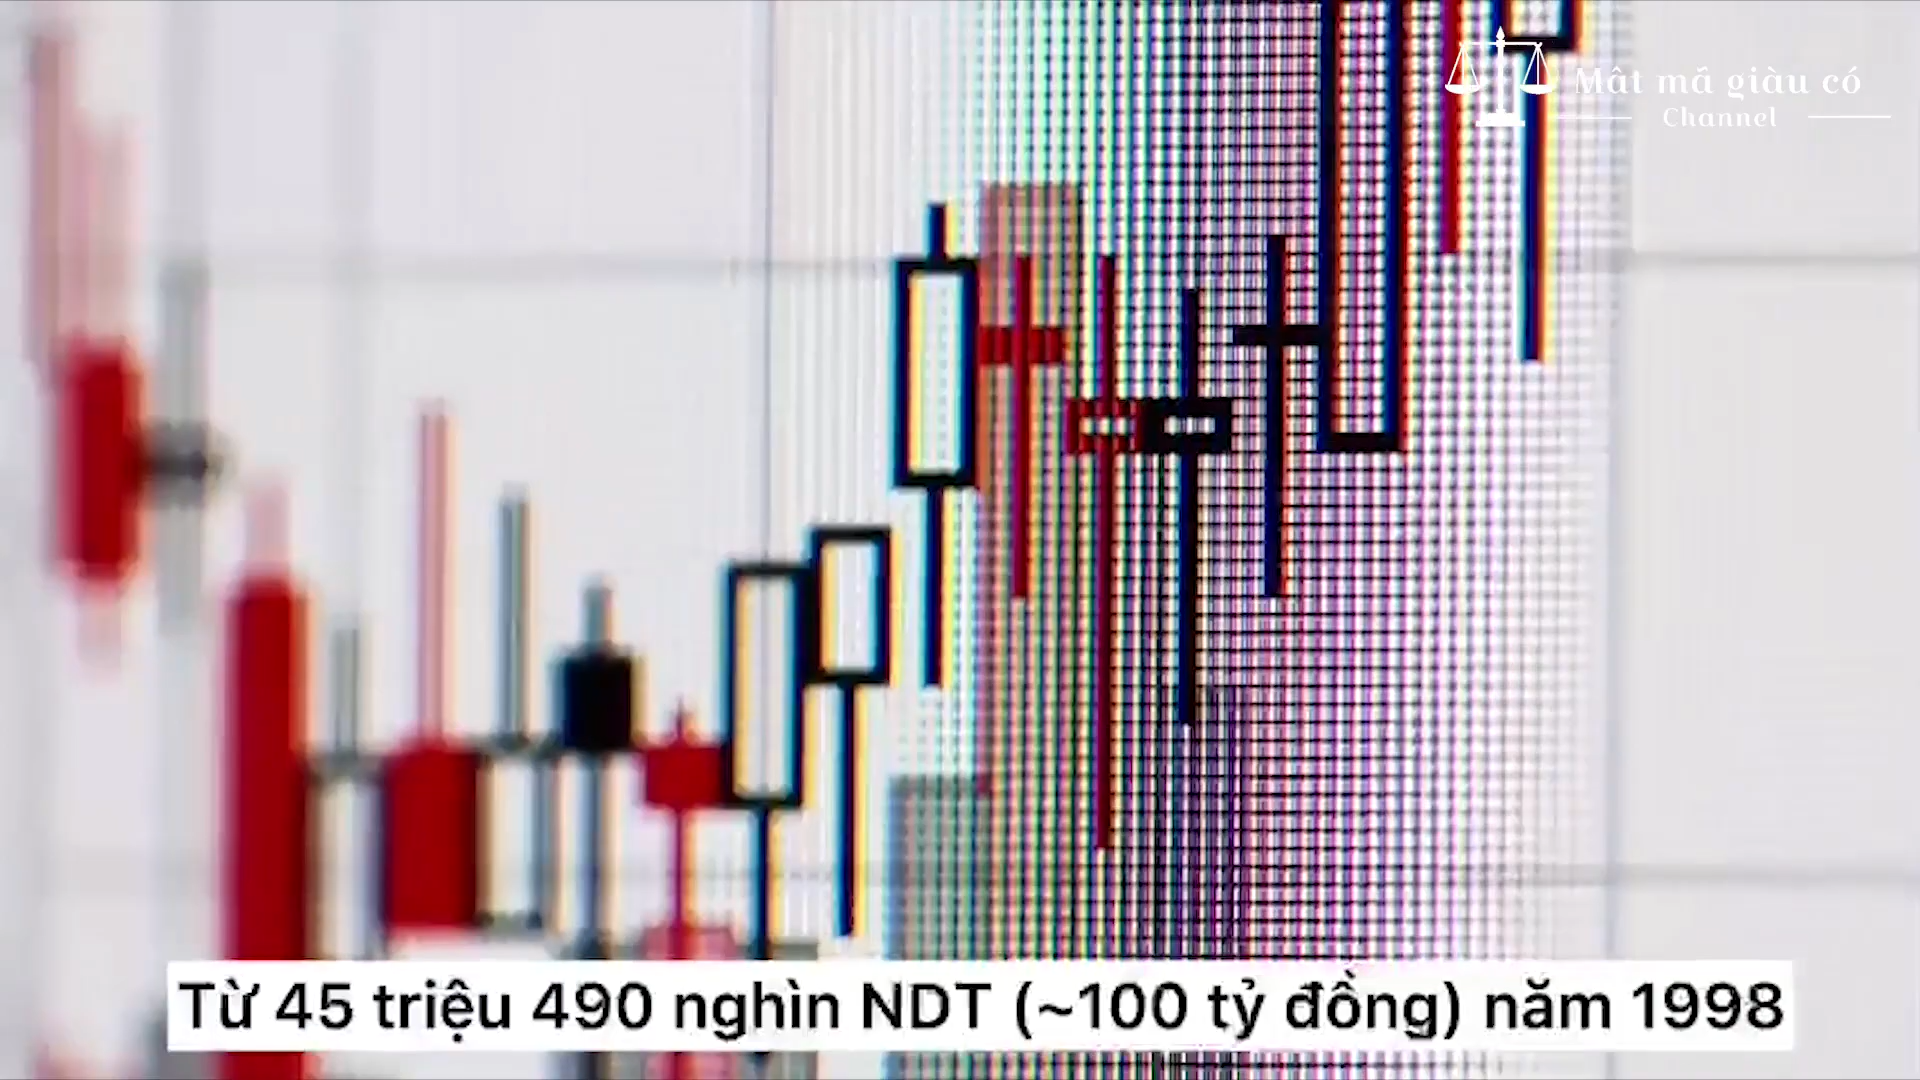 Mật mã giàu có
Channel
Từ 45 triệu 490 nghìn NDT (~100 tỷ đồng) năm 1998